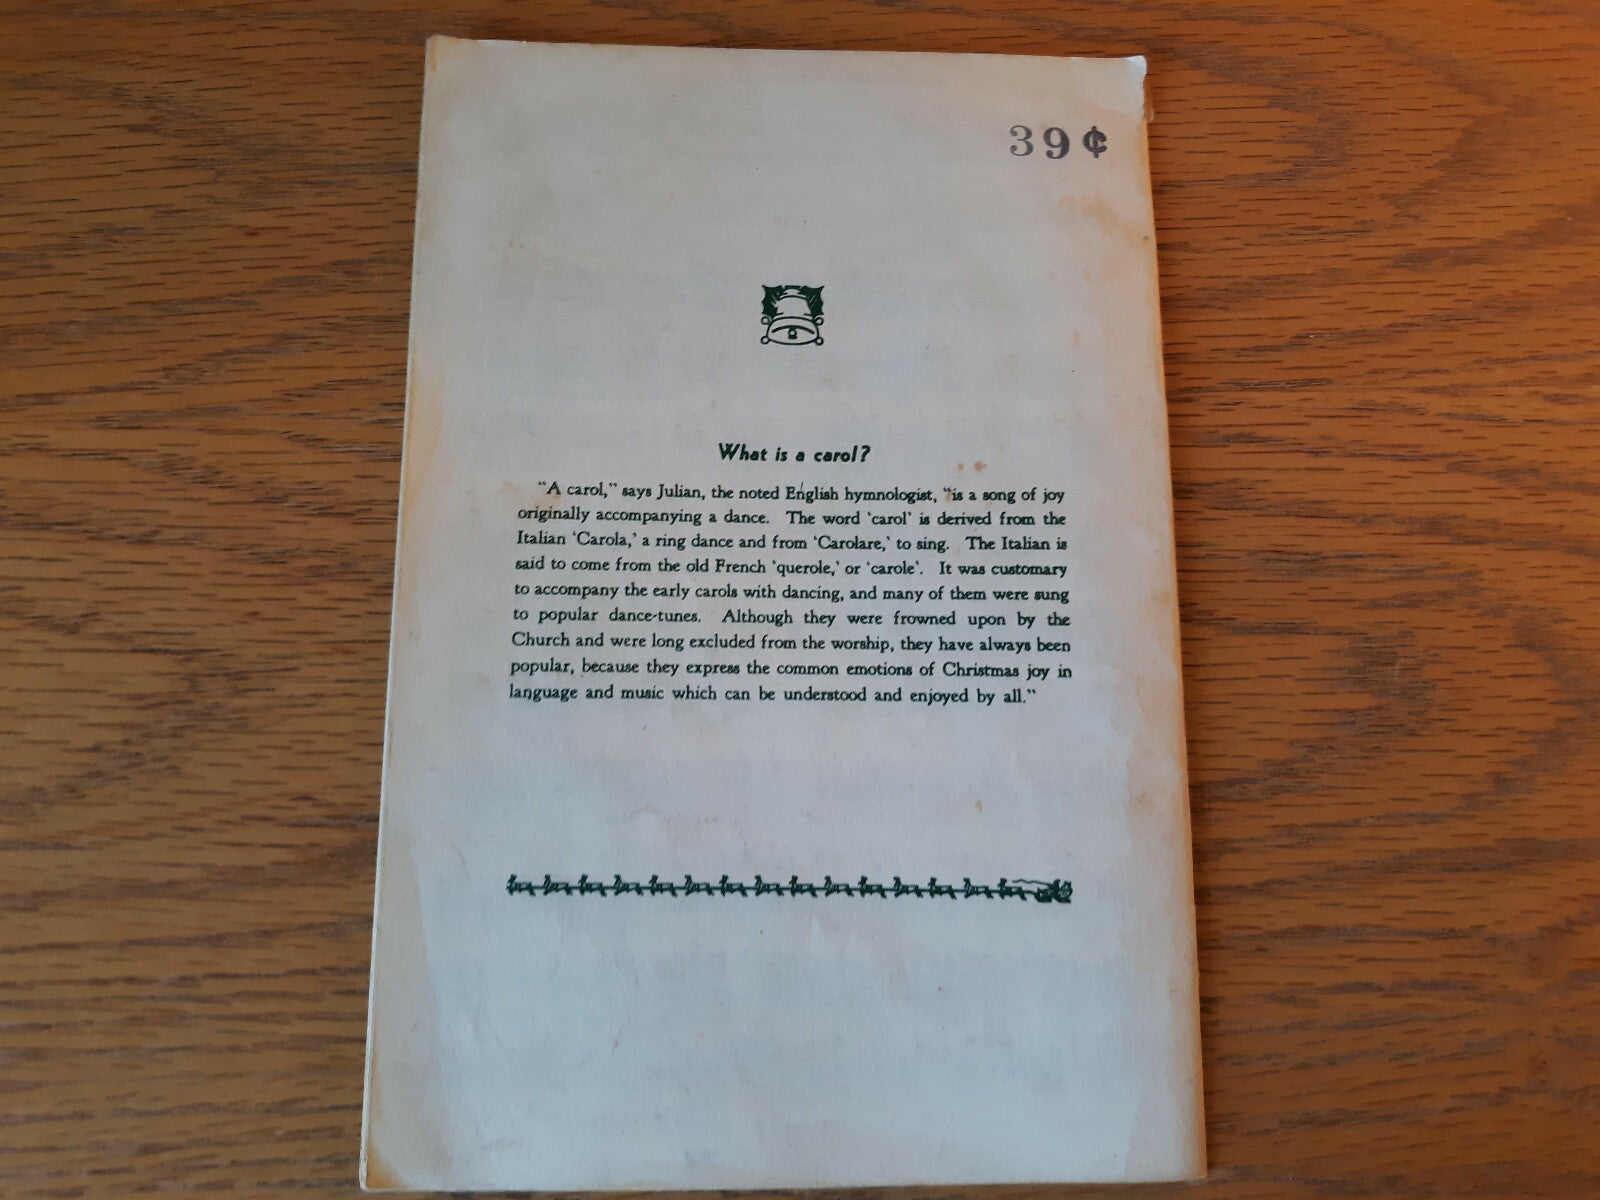 39¢
What is a carol?
“A carol,” says Julian, the noted English hymnologist, “is a song of joy
originally accompanying a dance. The word ‘carol’ is derived from the
Italian ‘Carola,’ a ring dance and from ‘Carolare,’ to sing. The Italian is
said to come from the old French ‘querole,’ or ‘carole’. It was customary
to accompany the early carols with dancing, and many of them were sung
to popular dance-tunes. Although they were frowned upon by the
Church and were long excluded from the worship, they have always been
popular, because they express the common emotions of Christmas joy in
language and music which can be understood and enjoyed by all.”